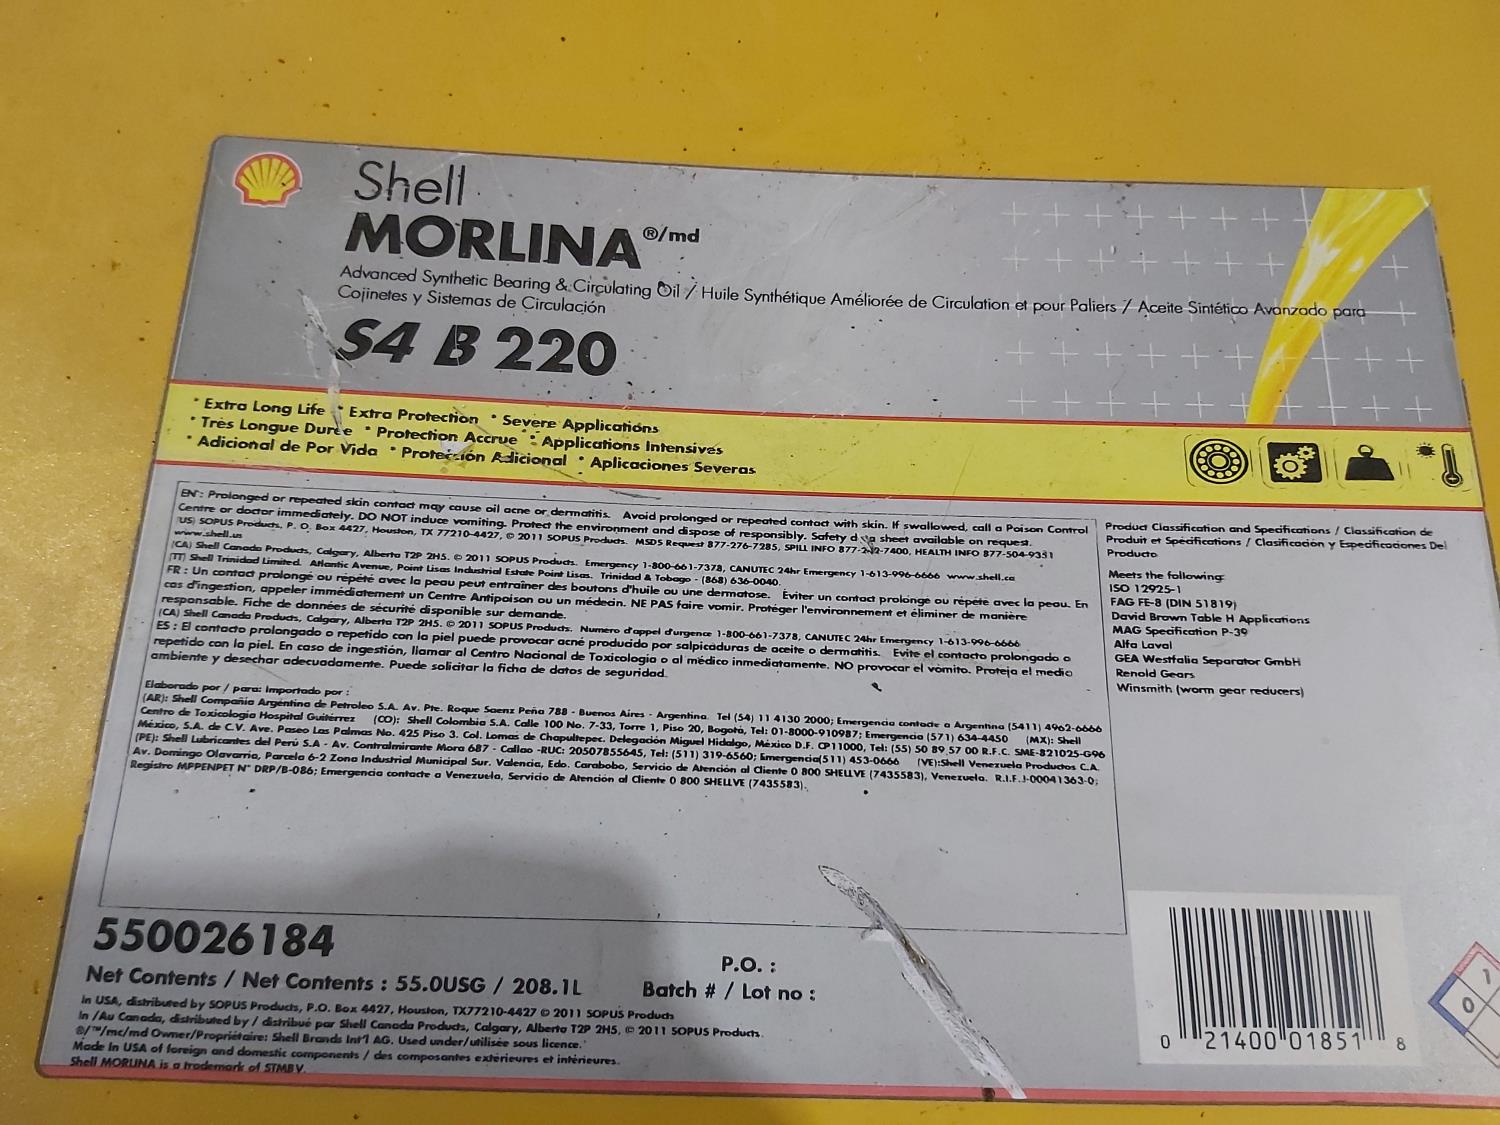 Shell
MORLINA®/md
Advanced Synthetic Bearing & Circulating Oil / Huile Synthétique Améliorée de Circulation et pour Paliers / Aceite Sintético Avanzado para
Cojinetes y Sistemas de Circulación
S4 B 220
• Extra Long Life • Extra Protection • Severe Applications
• Très Longue Durée • Protection Accrue • Applications Intensives
• Adicional de Por Vida • Protección Adicional • Aplicaciones Severas
EN : Prolonged or repeated skin contact may cause oil acne or dermatitis. Avoid prolonged or repeated contact with skin. If swallowed, call a Poison Control
Centre or doctor immediately. DO NOT induce vomiting. Protect the environment and dispose of responsibly. Safety data sheet available on request.
(US) SOPUS Products, P. O. Box 4427, Houston, TX 77210-4427, © 2011 SOPUS Products. MSDS Request 877-276-7285, SPILL INFO 877-242-7400, HEALTH INFO 877-504-9351
www.shell.us
(CA) Shell Canada Products, Calgary, Alberta T2P 2H5. © 2011 SOPUS Products. Emergency 1-800-661-7378, CANUTEC 24hr Emergency 1-613-996-6666 www.shell.ca
(TT) Shell Trinidad Limited. Atlantic Avenue, Point Lisas Industrial Estate Point Lisas. Trinidad & Tobago - (868) 636-0040.
FR : Un contact prolongé ou répété avec la peau peut entraîner des boutons d'huile ou une dermatose. Éviter un contact prolongé ou répété avec la peau. En
cas d'ingestion, appeler immédiatement un Centre Antipoison ou un médecin. NE PAS faire vomir. Protéger l'environnement et éliminer de manière
responsable. Fiche de données de sécurité disponible sur demande.
(CA) Shell Canada Products, Calgary, Alberta T2P 2H5. © 2011 SOPUS Products. Numéro d'appel d'urgence 1-800-661-7378, CANUTEC 24hr Emergency 1-613-996-6666
ES : El contacto prolongado o repetido con la piel puede provocar acné producido por salpicaduras de aceite o dermatitis. Evite el contacto prolongado o
repetido con la piel. En caso de ingestión, llamar al Centro Nacional de Toxicología o al médico inmediatamente. NO provocar el vómito. Proteja el medio
ambiente y desechar adecuadamente. Puede solicitar la ficha de datos de seguridad.
Elaborado por / para: Importado por :
(AR): Shell Compañía Argentina de Petroleo S.A. Av. Pte. Roque Saenz Peña 788 - Buenos Aires - Argentina. Tel (54) 11 4130 2000; Emergencia contacte a Argentina (5411) 4962-6666
Centro de Toxicología Hospital Gutiérrez (CO): Shell Colombia S.A. Calle 100 No. 7-33, Torre 1, Piso 20, Bogotá, Tel: 01-8000-910987; Emergencia (571) 634-4450 (MX): Shell
México, S.A. de C.V. Ave. Paseo Las Palmas No. 425 Piso 3. Col. Lomas de Chapultepec. Delegación Miguel Hidalgo, México D.F. CP11000, Tel: (55) 50 89 57 00 R.F.C. SME-821025-G96
(PE): Shell Lubricantes del Perú S.A - Av. Contralmirante Mora 687 - Callao -RUC: 20507855645, Tel: (511) 319-6560; Emergencia(511) 453-0666 (VE):Shell Venezuela Productos C.A.
Av. Domingo Olavarria, Parcela 6-2 Zona Industrial Municipal Sur. Valencia, Edo. Carabobo, Servicio de Atención al Cliente 0 800 SHELLVE (7435583), Venezuela. R.I.F.J-00041363-0;
Registro MPPENPET N° DRP/B-086; Emergencia contacte a Venezuela, Servicio de Atención al Cliente 0 800 SHELLVE (7435583).
Product Classification and Specifications / Classification de
Produit et Spécifications / Clasificación y Especificaciones Del
Producto
Meets the following:
ISO 12925-1
FAG FE-8 (DIN 51819)
David Brown Table H Applications
MAG Specification P-39
Alfa Laval
GEA Westfalia Separator GmbH
Renold Gears
Winsmith (worm gear reducers)
550026184
Net Contents / Net Contents : 55.0USG / 208.1L
P.O. :
Batch # / Lot no :
In USA, distributed by SOPUS Products, P.O. Box 4427, Houston, TX77210-4427 © 2011 SOPUS Products
In /Au Canada, distributed by / distribué par Shell Canada Products, Calgary, Alberta T2P 2H5, © 2011 SOPUS Products.
®/™/mc/md Owner/Propriétaire: Shell Brands Int'l AG. Used under/utilisée sous licence.
Made In USA of foreign and domestic components / des composantes extérieures et intérieures.
Shell MORLINA is a trademark of STMBV.
0 21400 01851 8
1
0